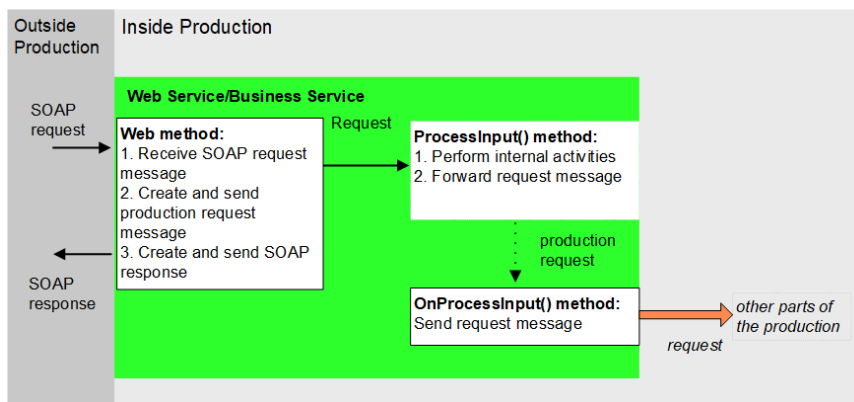 Outside
Production
Inside Production
Web Service/Business Service
SOAP
request
Web method:
1. Receive SOAP request
message
2. Create and send
production request
message
3. Create and send SOAP
response
SOAP
response
Request
ProcessInput() method:
1. Perform internal activities
2. Forward request message
production
request
OnProcessInput() method:
Send request message
request
other parts of
the production